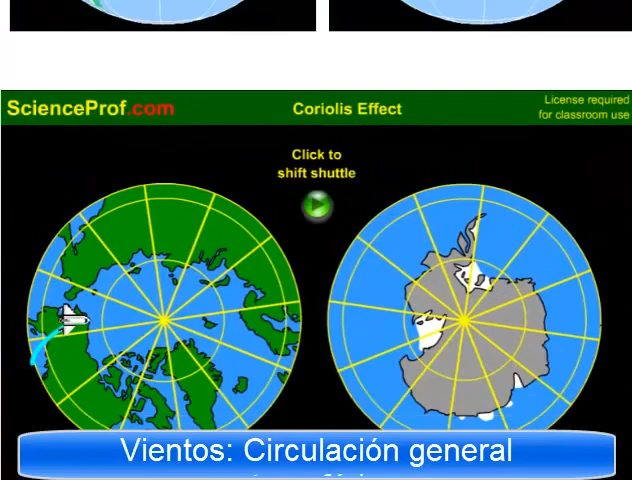 ScienceProf.com
Coriolis Effect
License required
for classroom use
Click to
shift shuttle
Vientos: Circulación general